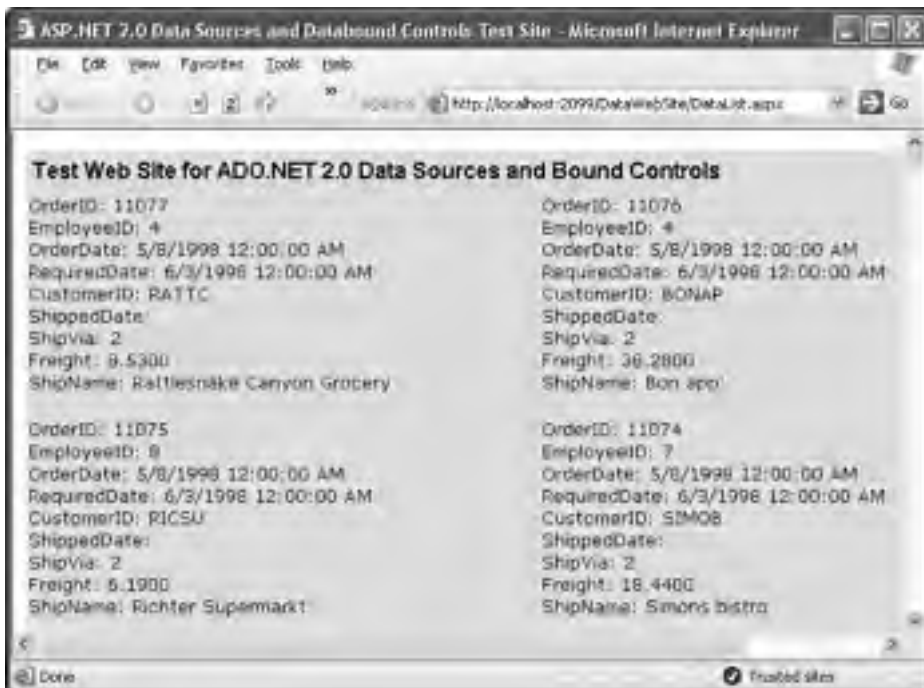 ASP.NET 2.0 Data Sources and Databound Controls Test Site - Microsoft Internet Explorer
File Edit View Favorites Tools Help
http://localhost:2099/DataWebSite/DataList.aspx Go
Test Web Site for ADO.NET 2.0 Data Sources and Bound Controls
OrderID: 11077
EmployeeID: 4
OrderDate: 5/8/1998 12:00:00 AM
RequiredDate: 6/3/1998 12:00:00 AM
CustomerID: RATTC
ShippedDate:
ShipVia: 2
Freight: 8.5300
ShipName: Rattlesnake Canyon Grocery
OrderID: 11076
EmployeeID: 4
OrderDate: 5/8/1998 12:00:00 AM
RequiredDate: 6/3/1998 12:00:00 AM
CustomerID: BONAP
ShippedDate:
ShipVia: 2
Freight: 38.2800
ShipName: Bon app'
OrderID: 11075
EmployeeID: 8
OrderDate: 5/8/1998 12:00:00 AM
RequiredDate: 6/3/1998 12:00:00 AM
CustomerID: RICSU
ShippedDate:
ShipVia: 2
Freight: 6.1900
ShipName: Richter Supermarkt
OrderID: 11074
EmployeeID: 7
OrderDate: 5/8/1998 12:00:00 AM
RequiredDate: 6/3/1998 12:00:00 AM
CustomerID: SIMOB
ShippedDate:
ShipVia: 2
Freight: 18.4400
ShipName: Simons bistro
Done
Trusted sites